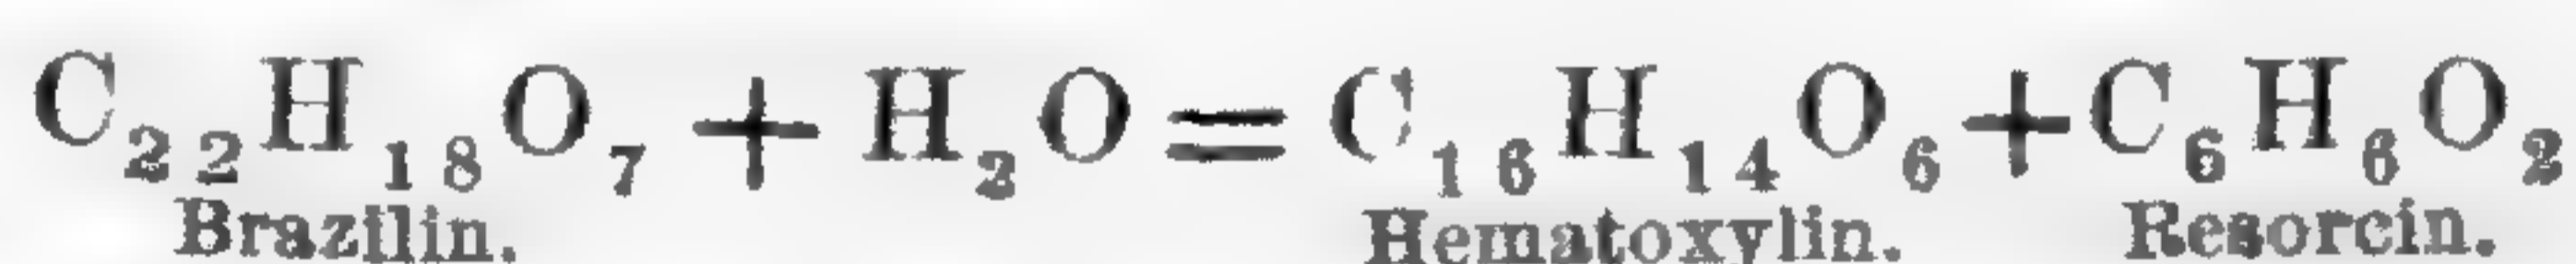 C₂₂H₁₈O₇ + H₂O = C₁₆H₁₄O₆ + C₆H₆O₂
Brazilin. Hematoxylin. Resorcin.